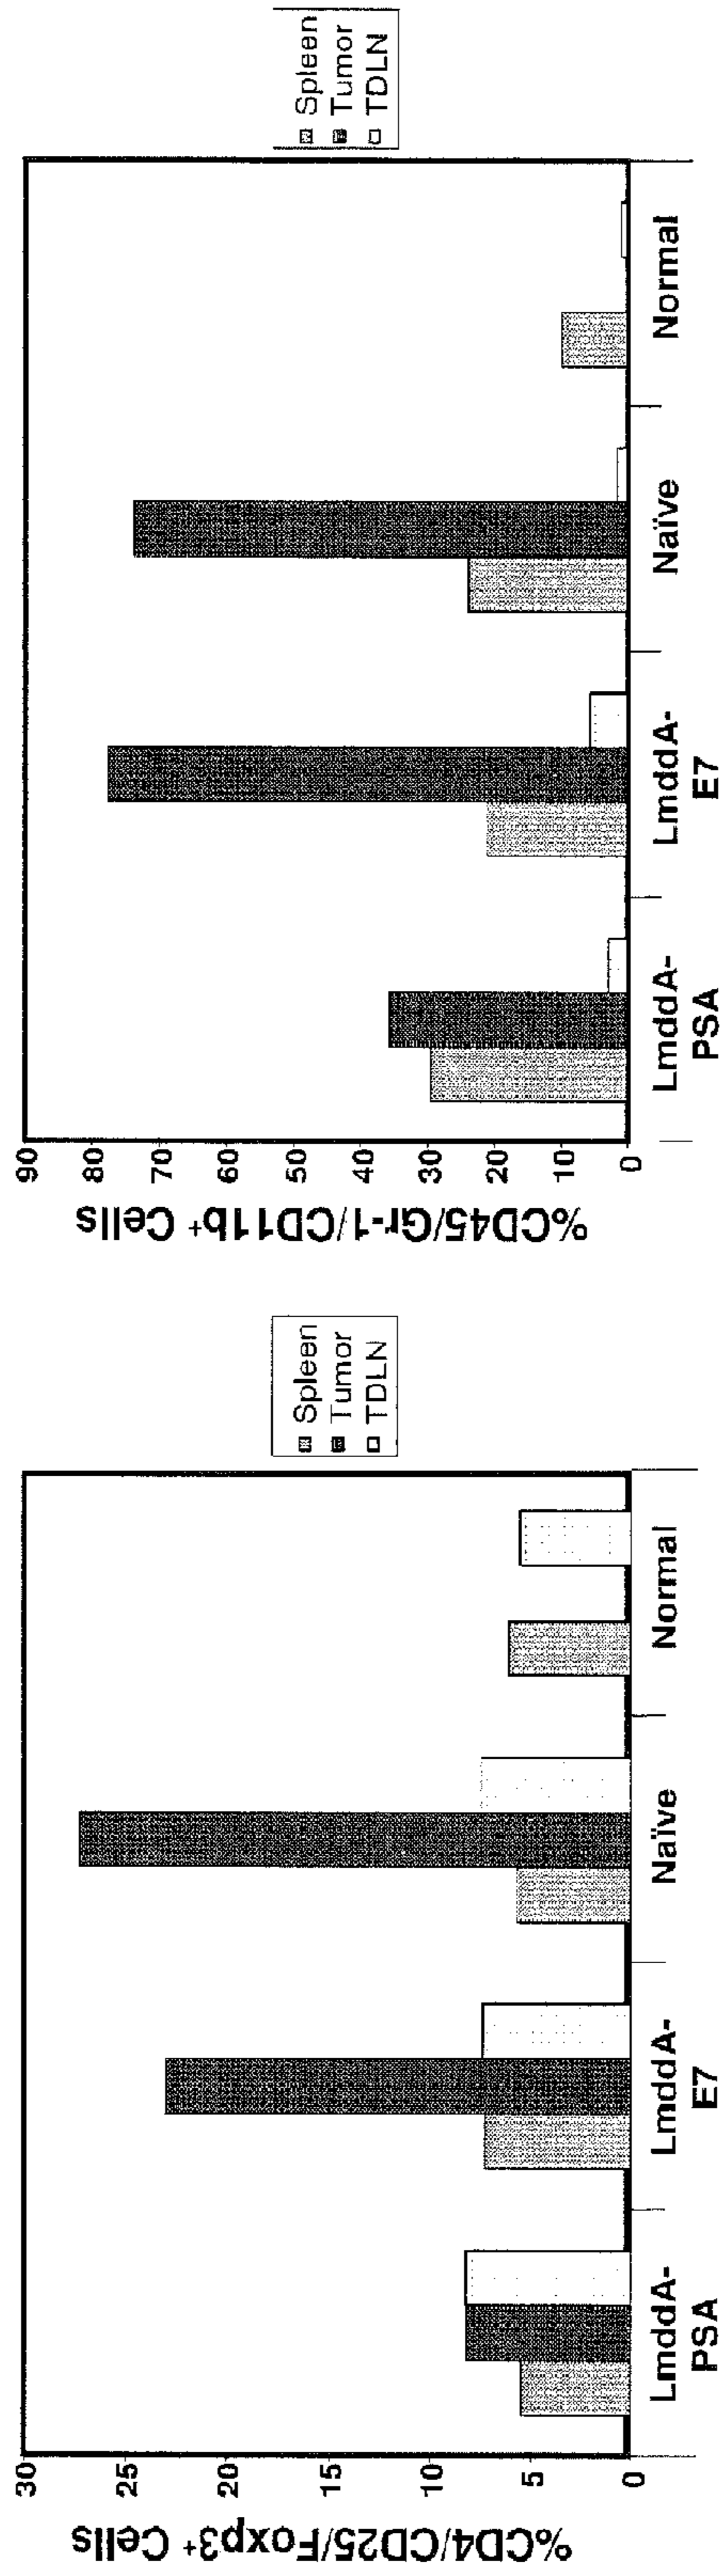 %CD4/CD25/Foxp3⁺ Cells
30
25
20
15
10
5
0
LmddA-
PSA
LmddA-
E7
Naïve
Normal
Spleen
Tumor
TDLN
%CD45/Gr-1/CD11b⁺ Cells
90
80
70
60
50
40
30
20
10
0
LmddA-
PSA
LmddA-
E7
Naïve
Normal
Spleen
Tumor
TDLN